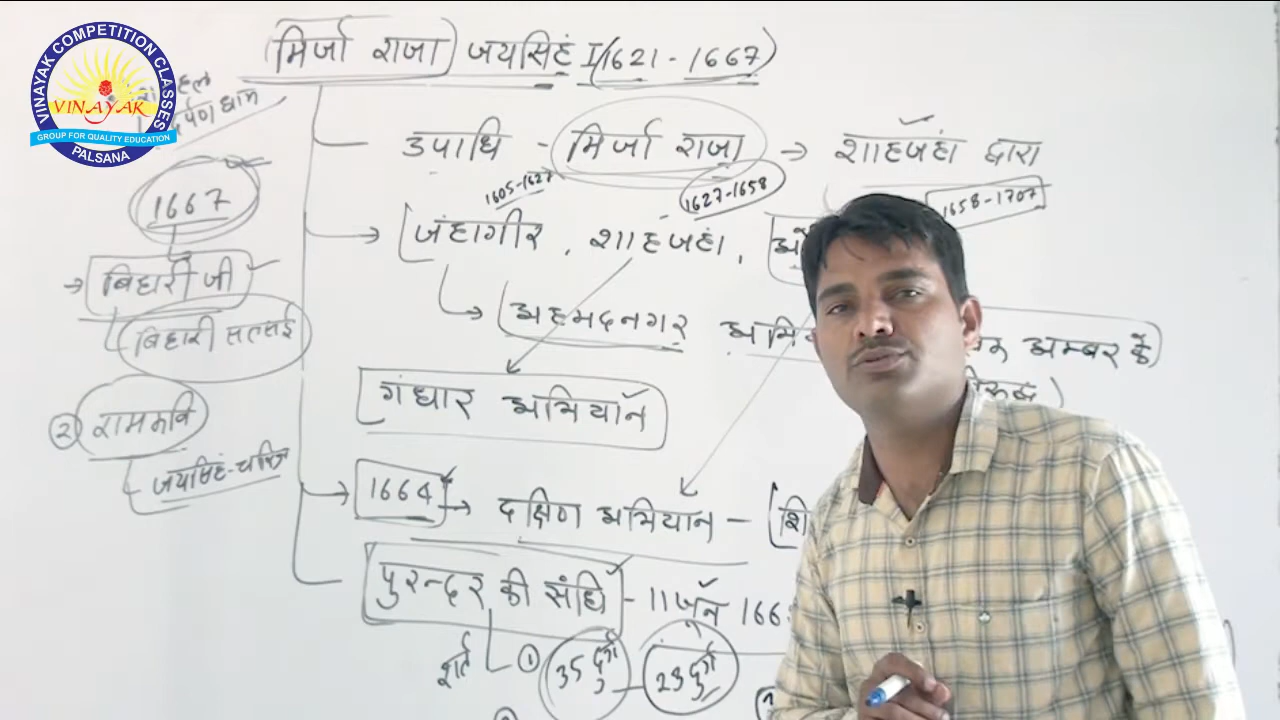 VINAYAK COMPETITION CLASSES
VINAYAK
GROUP FOR QUALITY EDUCATION
PALSANA
मिर्जा राजा जयसिहं I (1621 - 1667)
उपाधि - मिर्जा राजा → शाहजहां द्वारा
1605-1627
1627-1658
1658-1707
जंहागीर , शाहजहां ,
अहमदनगर
अम्बर के
गंधार अभियान
1664 → दक्षिण अभियान -
पुरन्दर की संधि - 11 जून 166
शर्त ① 35 दुर्ग - 23 दुर्ग
1667
→ बिहारी जी
बिहारी सतसई
② रामकवि
जयसिंह-चरित्र